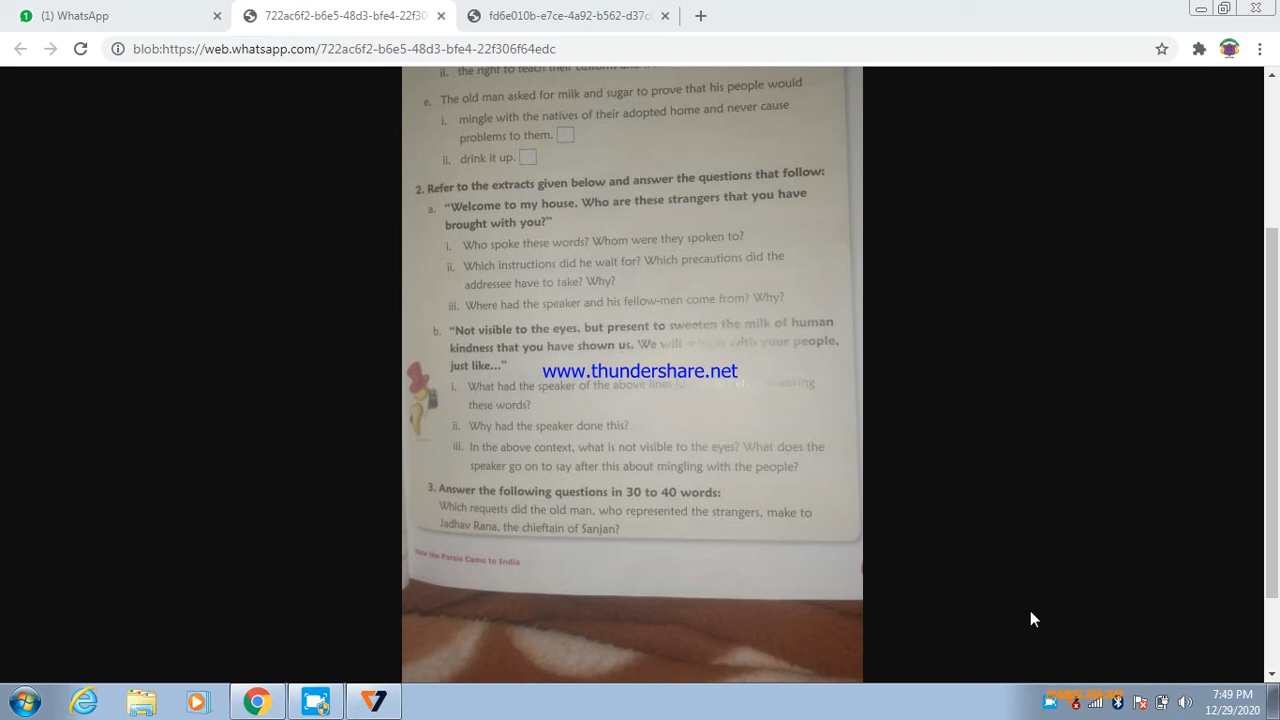 (1) WhatsApp
722ac6f2-b6e5-48d3-bfe4-22f30
fd6e010b-e7ce-4a92-b562-d37c
blob:https://web.whatsapp.com/722ac6f2-b6e5-48d3-bfe4-22f306f64edc
ii. the right to teach their customs and
e. The old man asked for milk and sugar to prove that his people would
i. mingle with the natives of their adopted home and never cause
problems to them.
ii. drink it up.
2. Refer to the extracts given below and answer the questions that follow:
a. "Welcome to my house. Who are these strangers that you have
brought with you?"
i. Who spoke these words? Whom were they spoken to?
ii. Which instructions did he wait for? Which precautions did the
addressee have to take? Why?
iii. Where had the speaker and his fellow-men come from? Why?
b. "Not visible to the eyes, but present to sweeten the milk of human
kindness that you have shown us. We will with your people,
just like..."
www.thundershare.net
i. What had the speaker of the above lines speaking
these words?
ii. Why had the speaker done this?
iii. In the above context, what is not visible to the eyes? What does the
speaker go on to say after this about mingling with the people?
3. Answer the following questions in 30 to 40 words:
Which requests did the old man, who represented the strangers, make to
Jadhav Rana, the chieftain of Sanjan?
How the Parsis Came to India
7:49 PM
12/29/2020